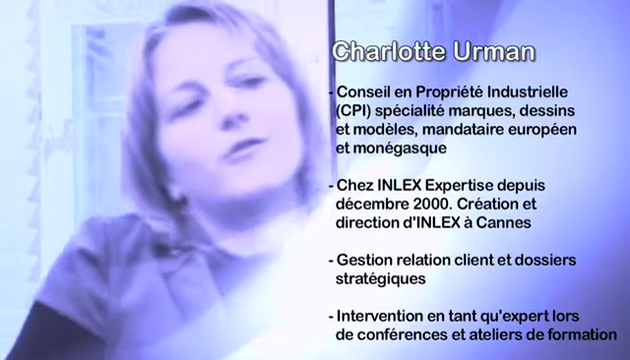 Charlotte Urman
- Conseil en Propriété Industrielle
(CPI) spécialité marques, dessins
et modèles, mandataire européen
et monégasque
- Chez INLEX Expertise depuis
décembre 2000. Création et
direction d'INLEX à Cannes
- Gestion relation client et dossiers
stratégiques
- Intervention en tant qu'expert lors
de conférences et ateliers de formation